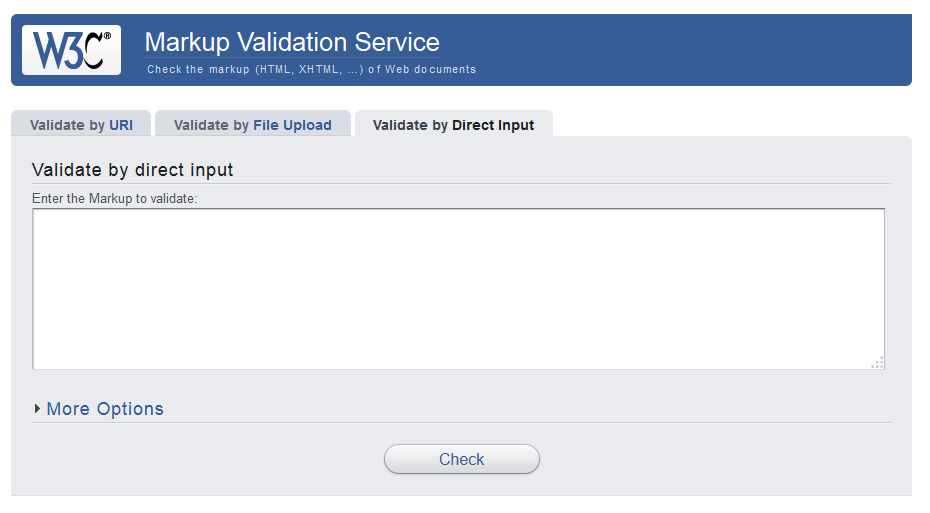 W3C®
Markup Validation Service
Check the markup (HTML, XHTML, …) of Web documents
Validate by URI
Validate by File Upload
Validate by Direct Input
Validate by direct input
Enter the Markup to validate:
More Options
Check